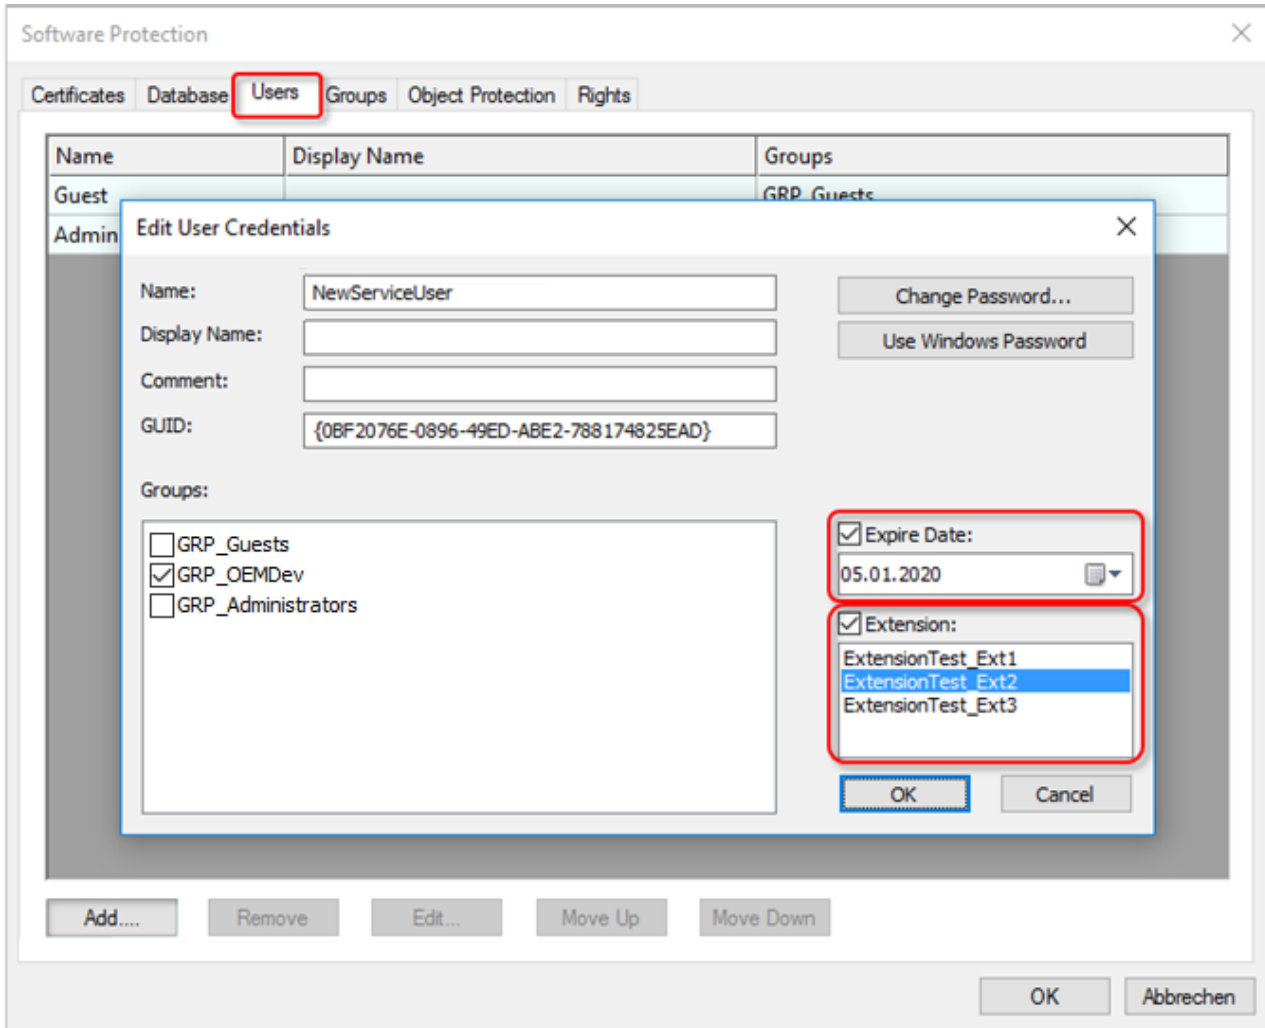 Software Protection
Certificates Database Users Groups Object Protection Rights
Name Display Name Groups
Guest GRP_Guests
Admin
Edit User Credentials
Name: NewServiceUser Change Password...
Display Name: Use Windows Password
Comment:
GUID: {0BF2076E-0896-49ED-ABE2-788174825EAD}
Groups:
GRP_Guests
GRP_OEMDev
GRP_Administrators
Expire Date:
05.01.2020
Extension:
ExtensionTest_Ext1
ExtensionTest_Ext2
ExtensionTest_Ext3
OK Cancel
Add.... Remove Edit... Move Up Move Down
OK Abbrechen